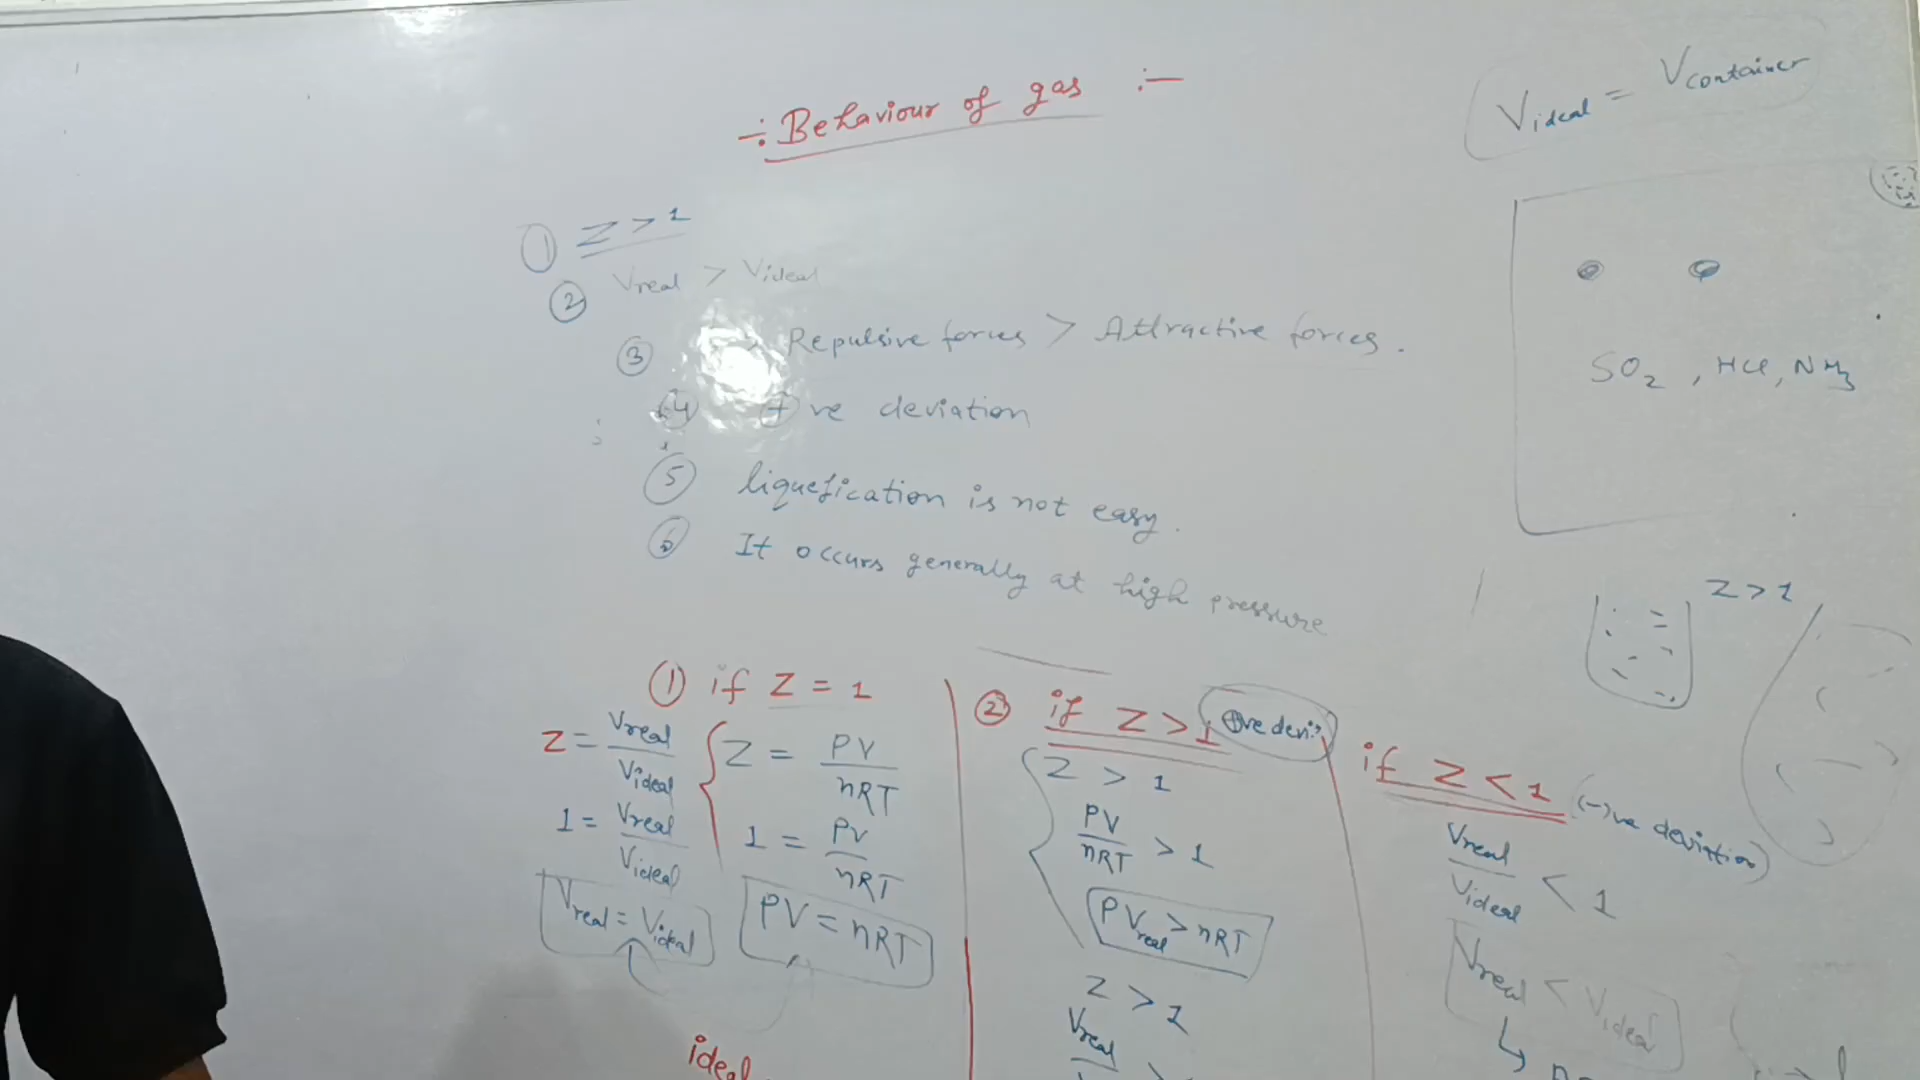 ÷ Behaviour of gas :-
① Z > 1
② Vreal > Videal
③ Repulsive forces > Attractive forces.
④ ⊕ve deviation
⑤ liquefication is not easy.
⑥ It occurs generally at high pressure
Videal = Vcontainer
SO2, HCl, NH3
Z > 1
① if Z = 1
Z = Vreal / Videal
1 = Vreal / Videal
Vreal = Videal
Z = PV / nRT
1 = PV / nRT
PV = nRT
ideal
② if Z > 1 ⊕ve devi:
Z > 1
PV / nRT > 1
PVreal > nRT
Z > 1
Vreal
if Z < 1 (-)ve deviation)
Vreal / Videal < 1
Vreal < Videal